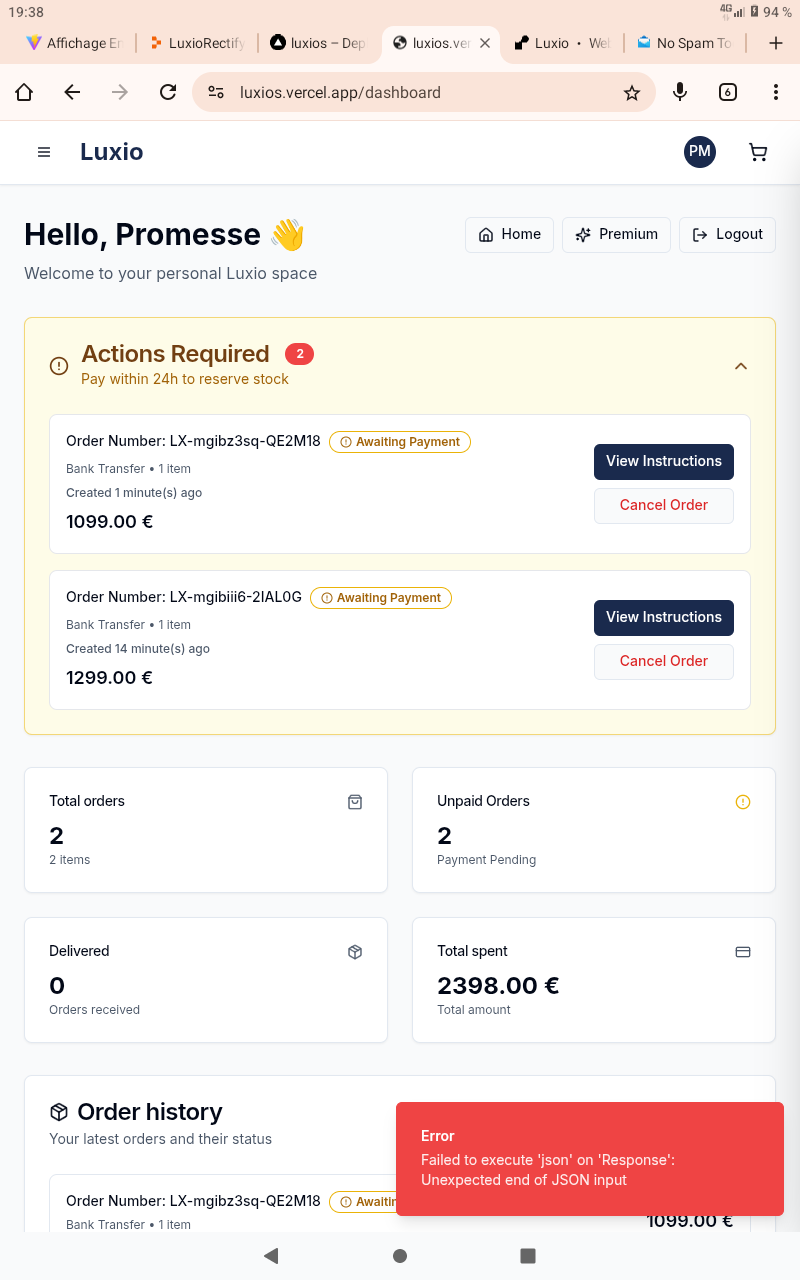 19:38
4G 94 %
Affichage En
LuxioRectify
luxios – Dep
luxios.ver
Luxio • Wel
No Spam To
luxios.vercel.app/dashboard
6
Luxio
PM
Hello, Promesse 👋
Home
Premium
Logout
Welcome to your personal Luxio space
Actions Required 2
Pay within 24h to reserve stock
Order Number: LX-mgibz3sq-QE2M18 Awaiting Payment
Bank Transfer • 1 item
Created 1 minute(s) ago
1099.00 €
View Instructions
Cancel Order
Order Number: LX-mgibiii6-2IAL0G Awaiting Payment
Bank Transfer • 1 item
Created 14 minute(s) ago
1299.00 €
View Instructions
Cancel Order
Total orders
2
2 items
Unpaid Orders
2
Payment Pending
Delivered
0
Orders received
Total spent
2398.00 €
Total amount
Order history
Your latest orders and their status
Order Number: LX-mgibz3sq-QE2M18 Awaitin
Bank Transfer • 1 item
1099.00 €
Error
Failed to execute 'json' on 'Response':
Unexpected end of JSON input